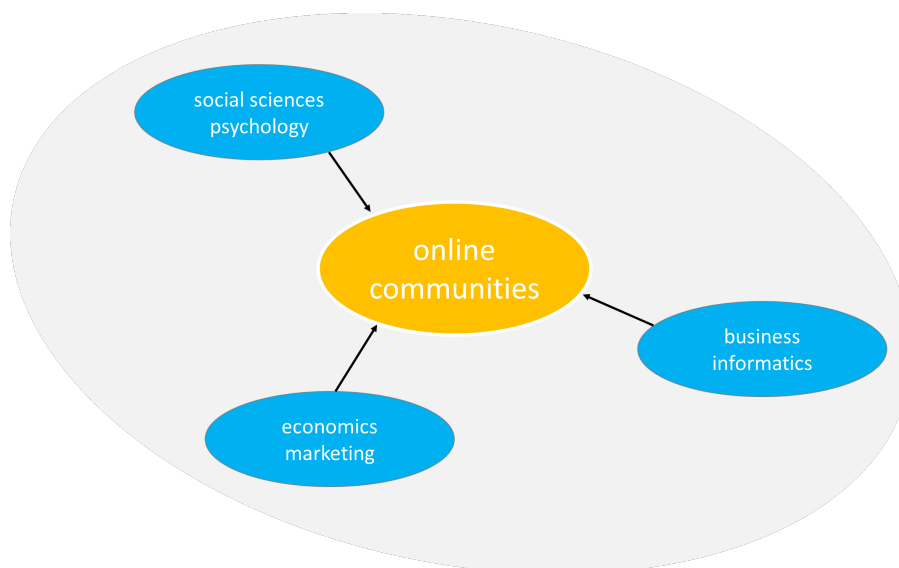 social sciences
psychology
online
communities
business
informatics
economics
marketing